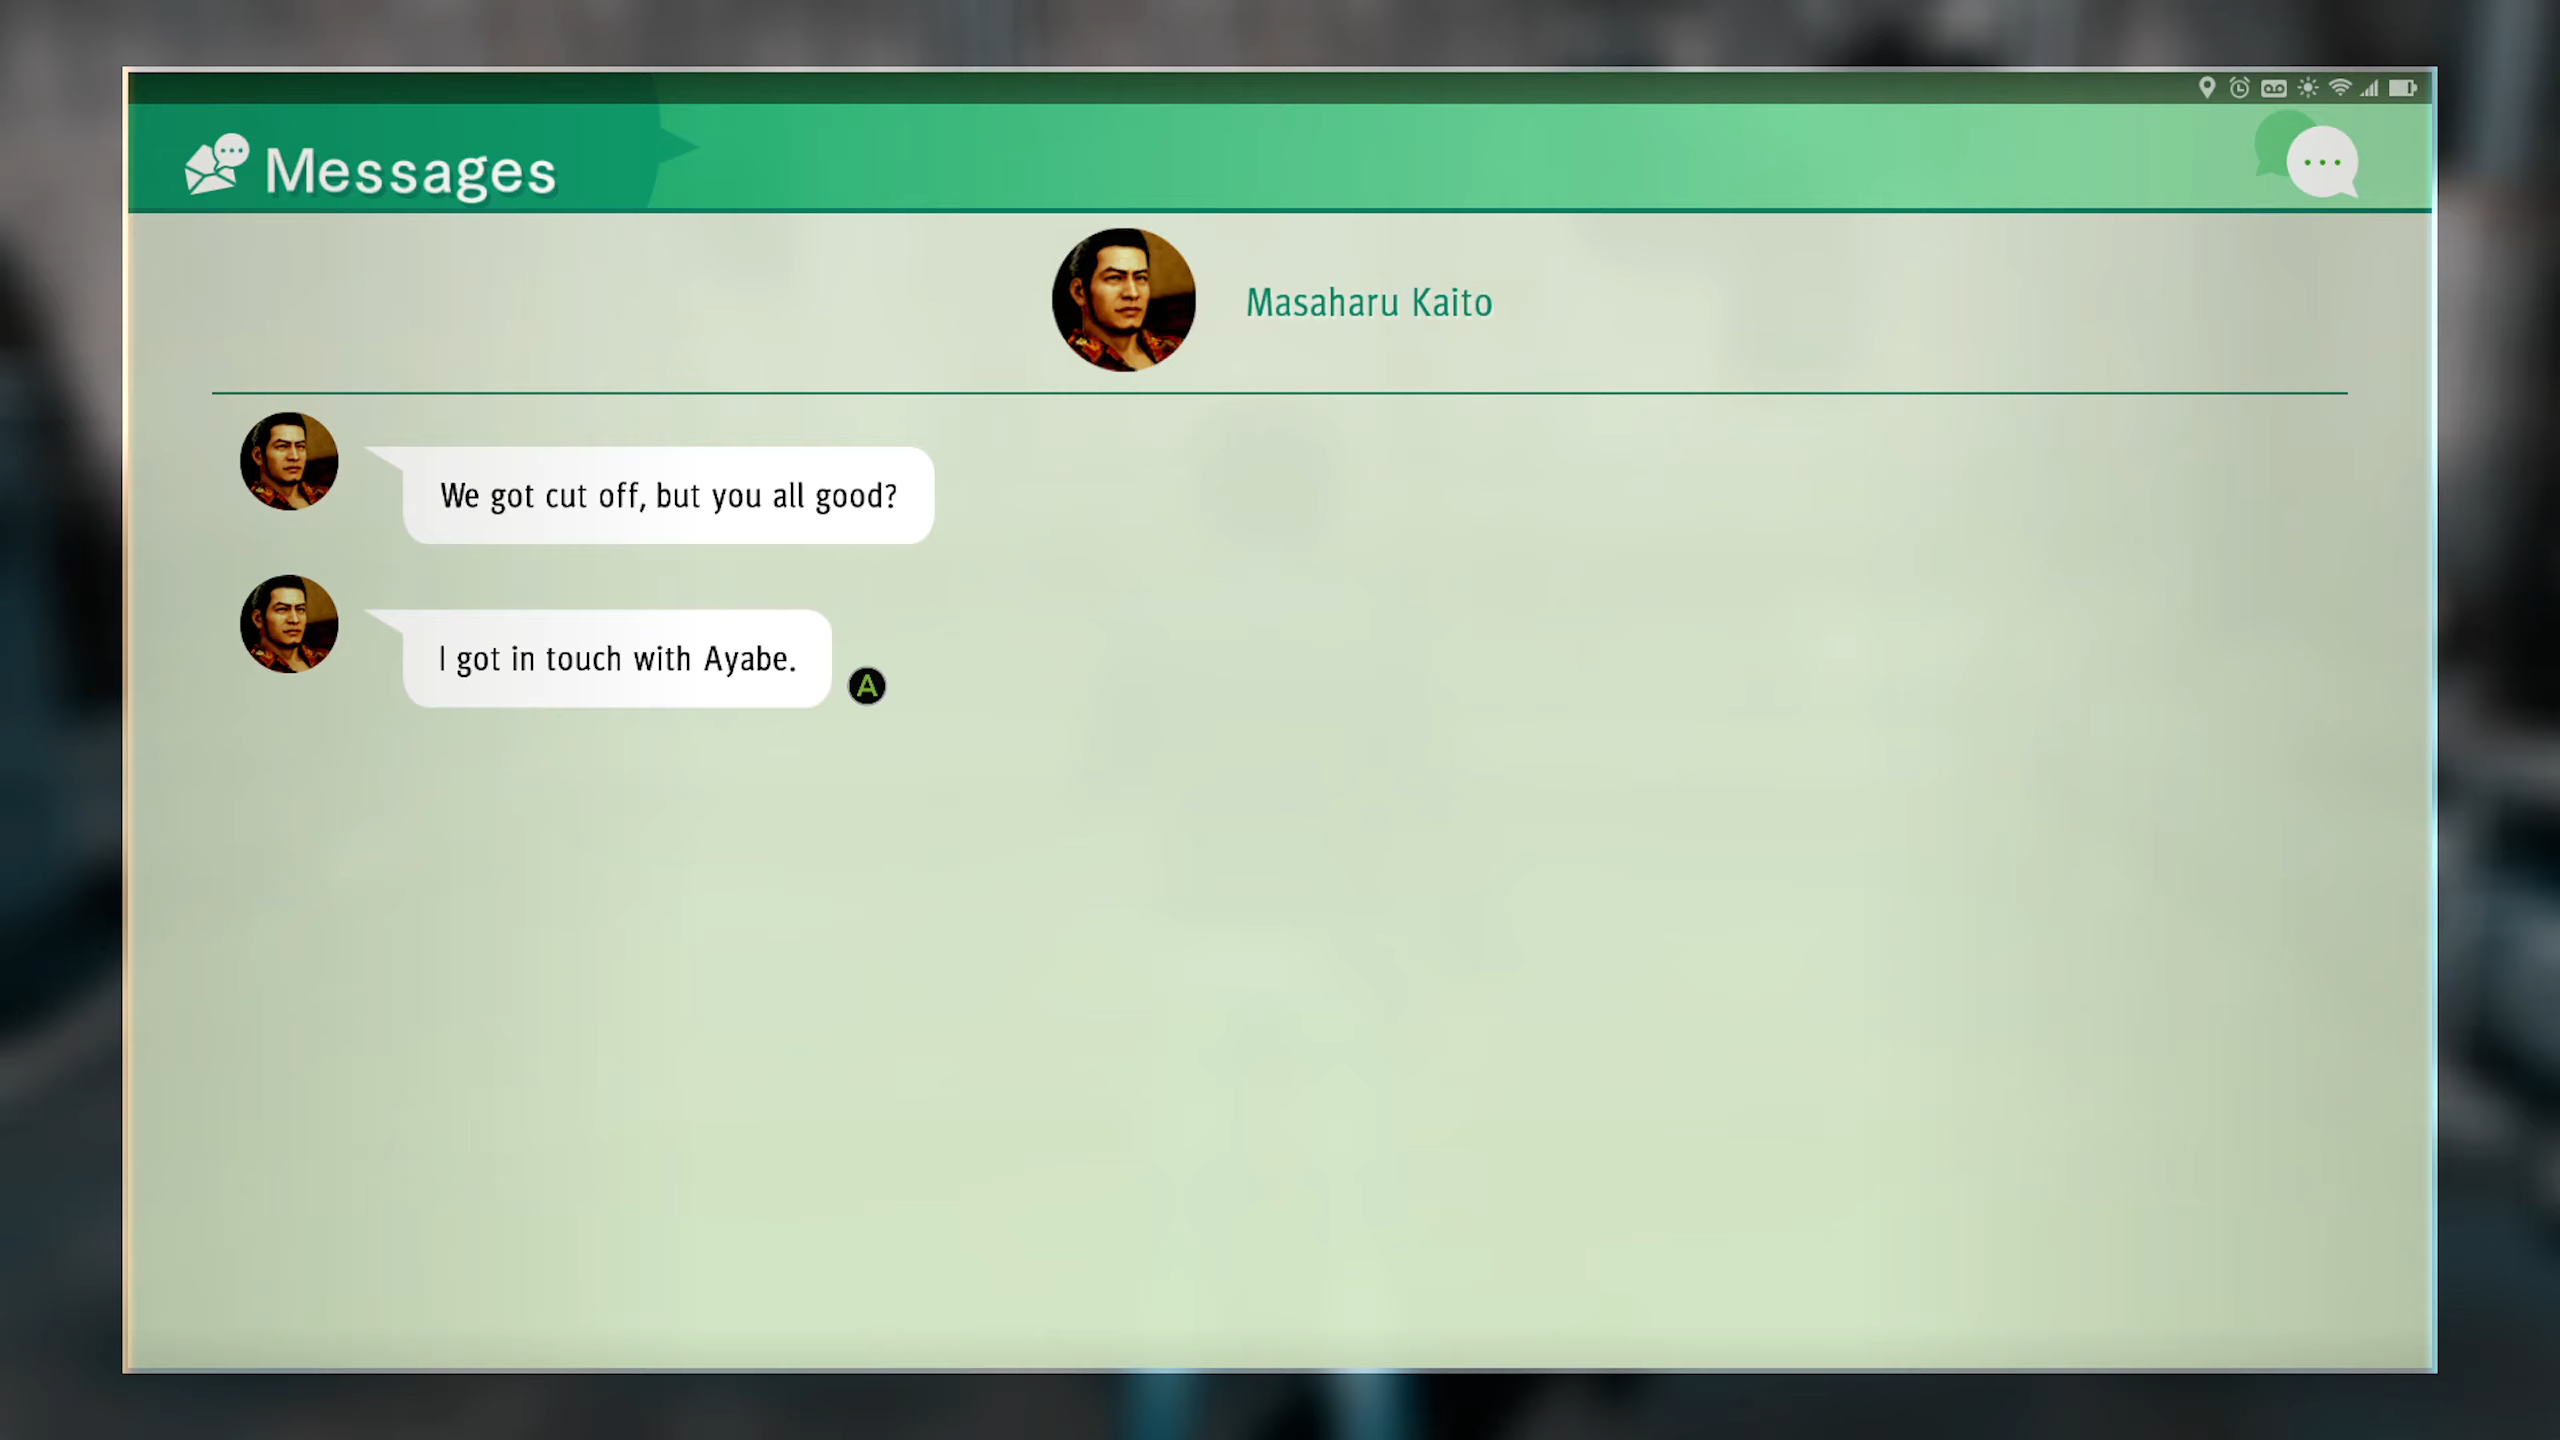 Messages
Masaharu Kaito
We got cut off, but you all good?
I got in touch with Ayabe.
A